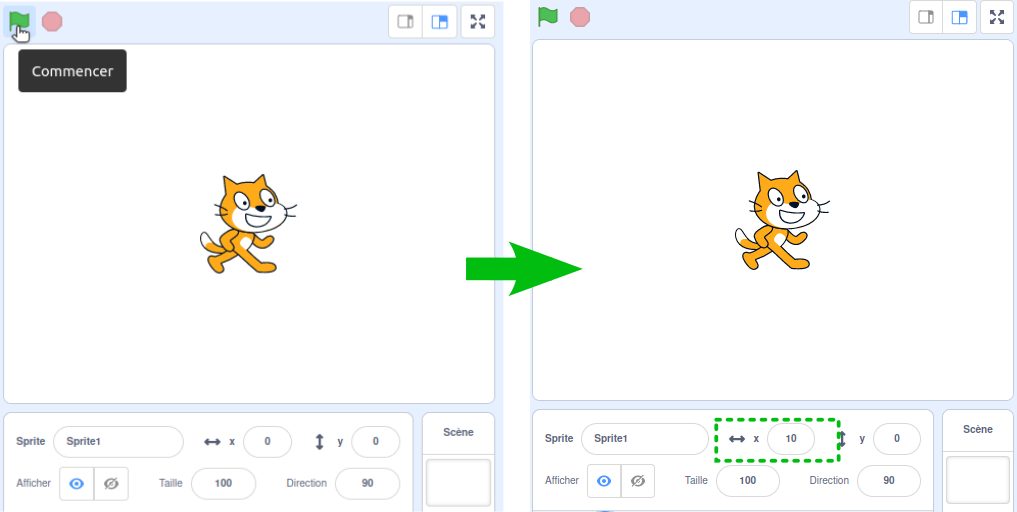 Commencer
Sprite Sprite1 x 0 y 0
Scène
Afficher Taille 100 Direction 90
Sprite Sprite1 x 10 y 0
Scène
Afficher Taille 100 Direction 90